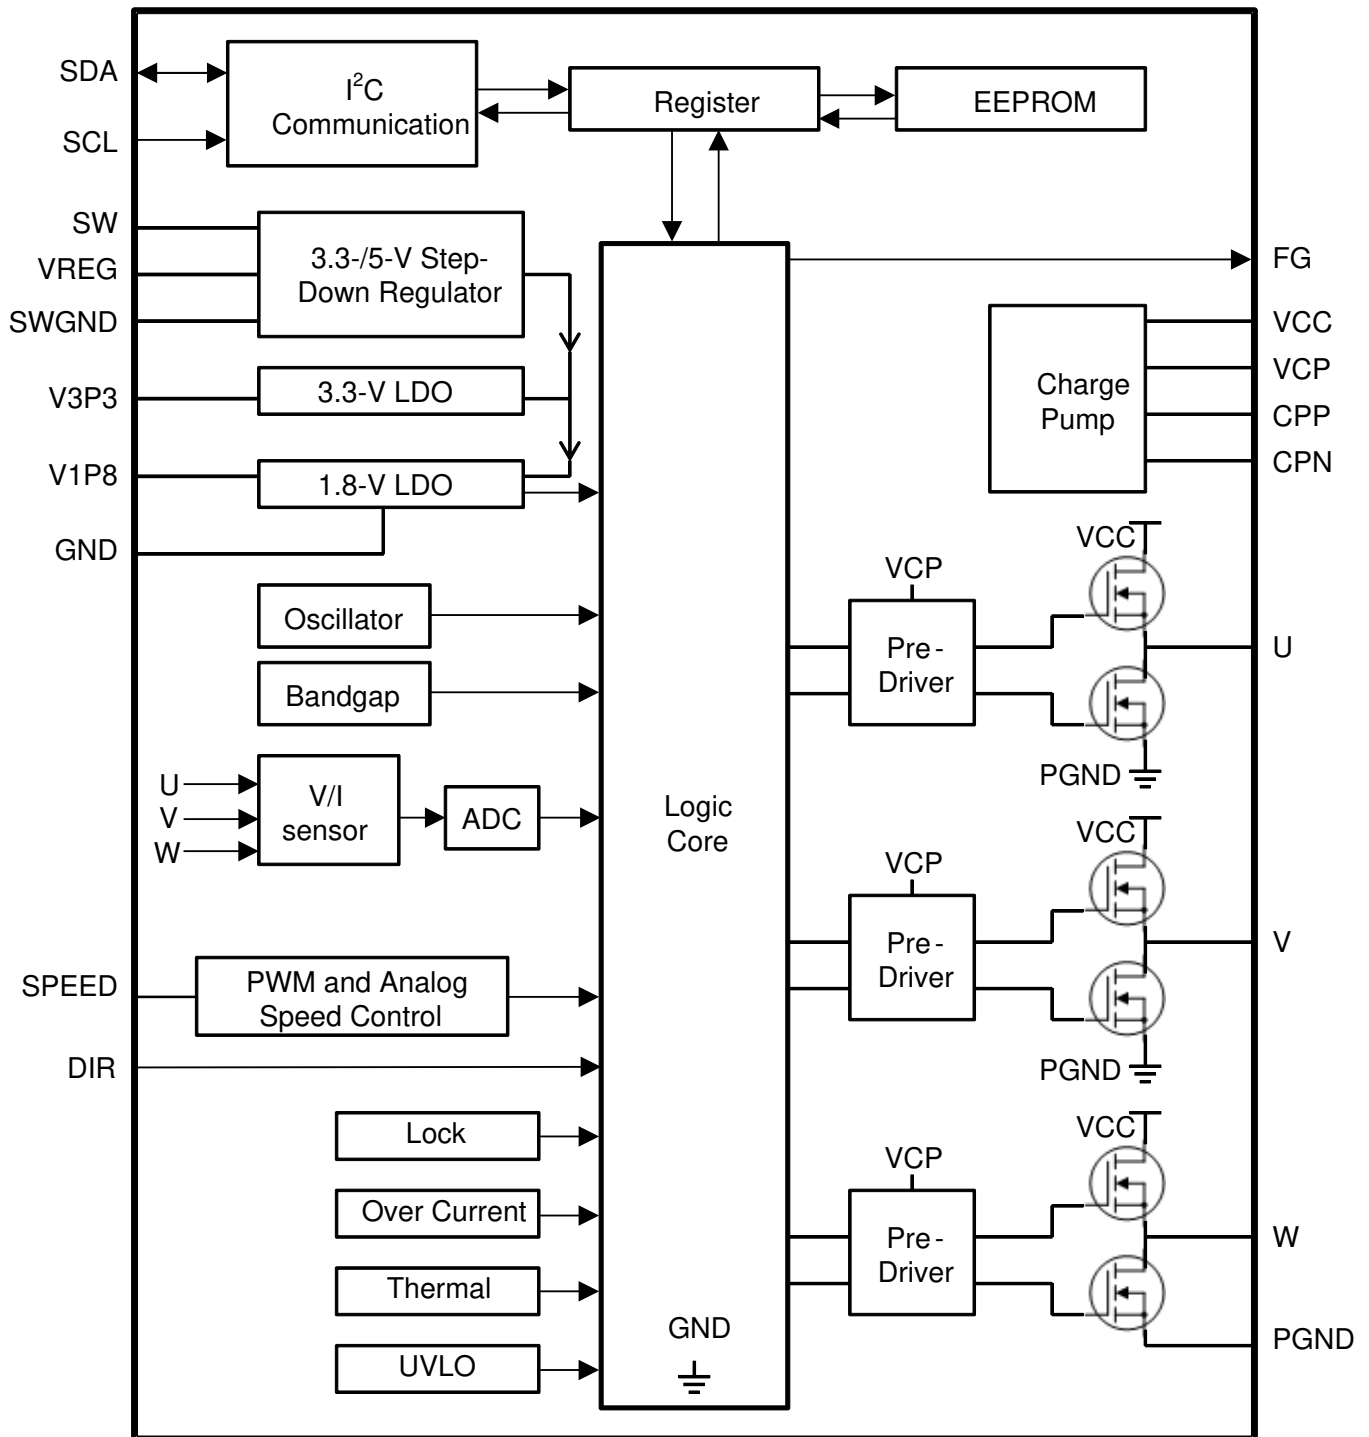 SDA
SCL
I²C
Communication
Register
EEPROM
SW
VREG
SWGND
3.3-/5-V Step-
Down Regulator
V3P3
3.3-V LDO
V1P8
1.8-V LDO
GND
Oscillator
Bandgap
U
V
W
V/I
sensor
ADC
SPEED
PWM and Analog
Speed Control
DIR
Lock
Over Current
Thermal
UVLO
Logic
Core
GND
FG
Charge
Pump
VCC
VCP
CPP
CPN
VCP
Pre-
Driver
VCC
PGND
U
VCP
Pre-
Driver
VCC
PGND
V
VCP
Pre-
Driver
VCC
W
PGND